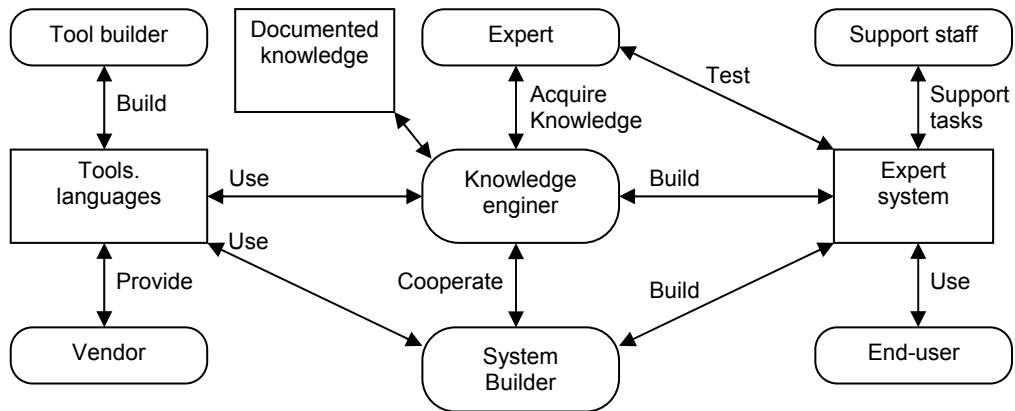 Tool builder
Documented
knowledge
Expert
Support staff
Build
Acquire
Knowledge
Test
Support
tasks
Tools.
languages
Use
Knowledge
enginer
Build
Expert
system
Use
Provide
Cooperate
Build
Use
Vendor
System
Builder
End-user